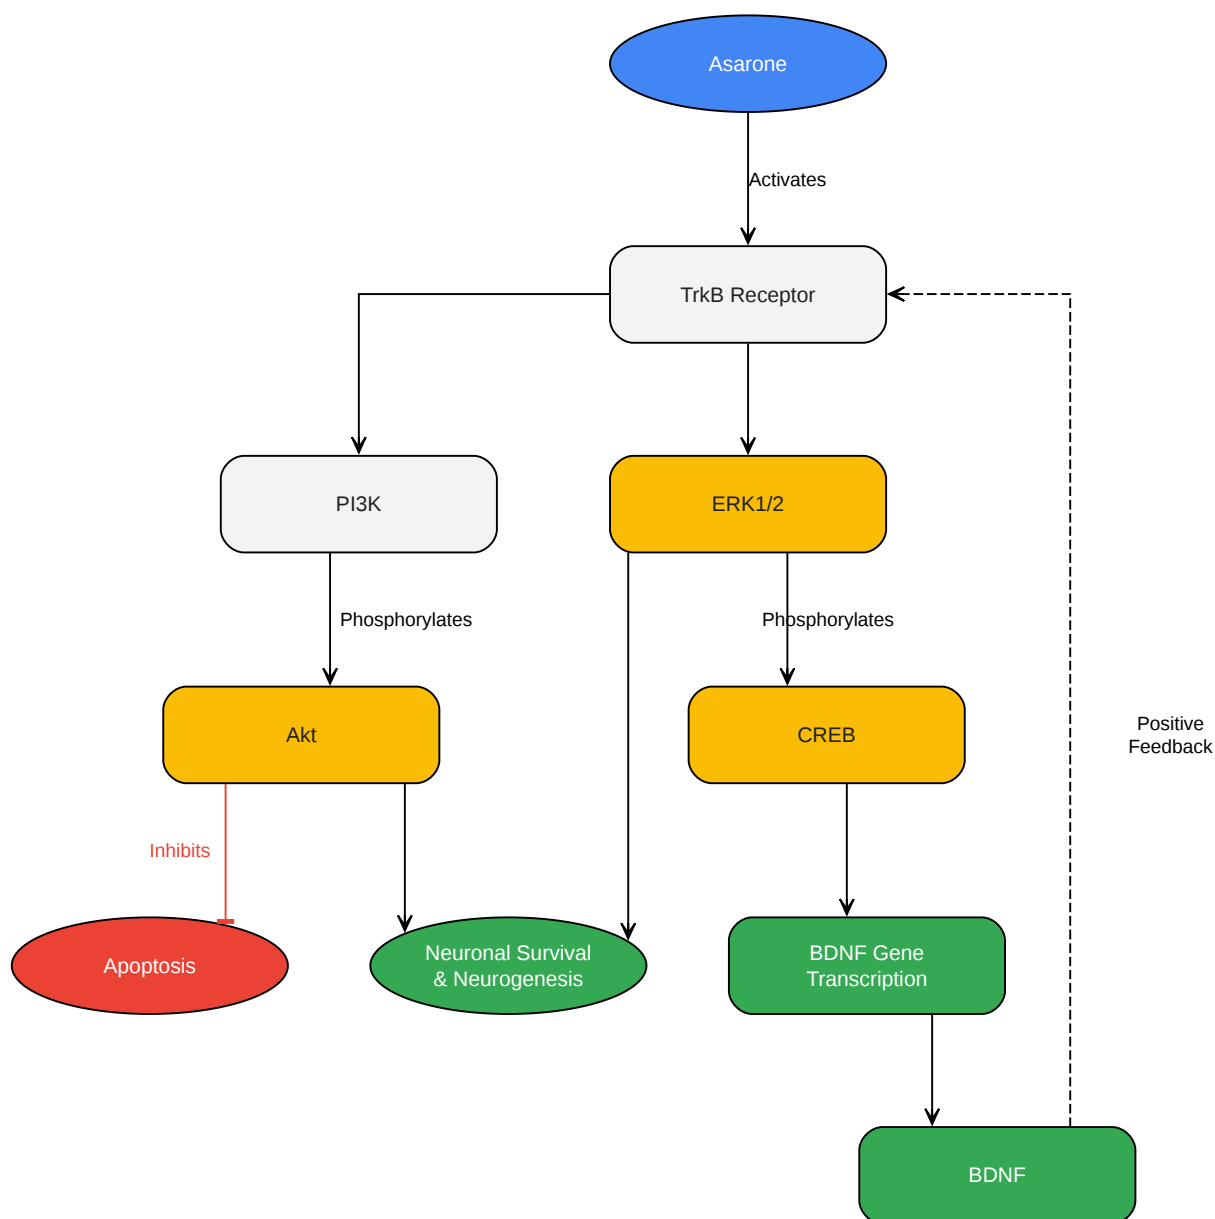 Asarone
Activates
TrkB Receptor
PI3K
ERK1/2
Phosphorylates
Phosphorylates
Akt
CREB
Positive
Feedback
Inhibits
Apoptosis
Neuronal Survival
& Neurogenesis
BDNF Gene
Transcription
BDNF